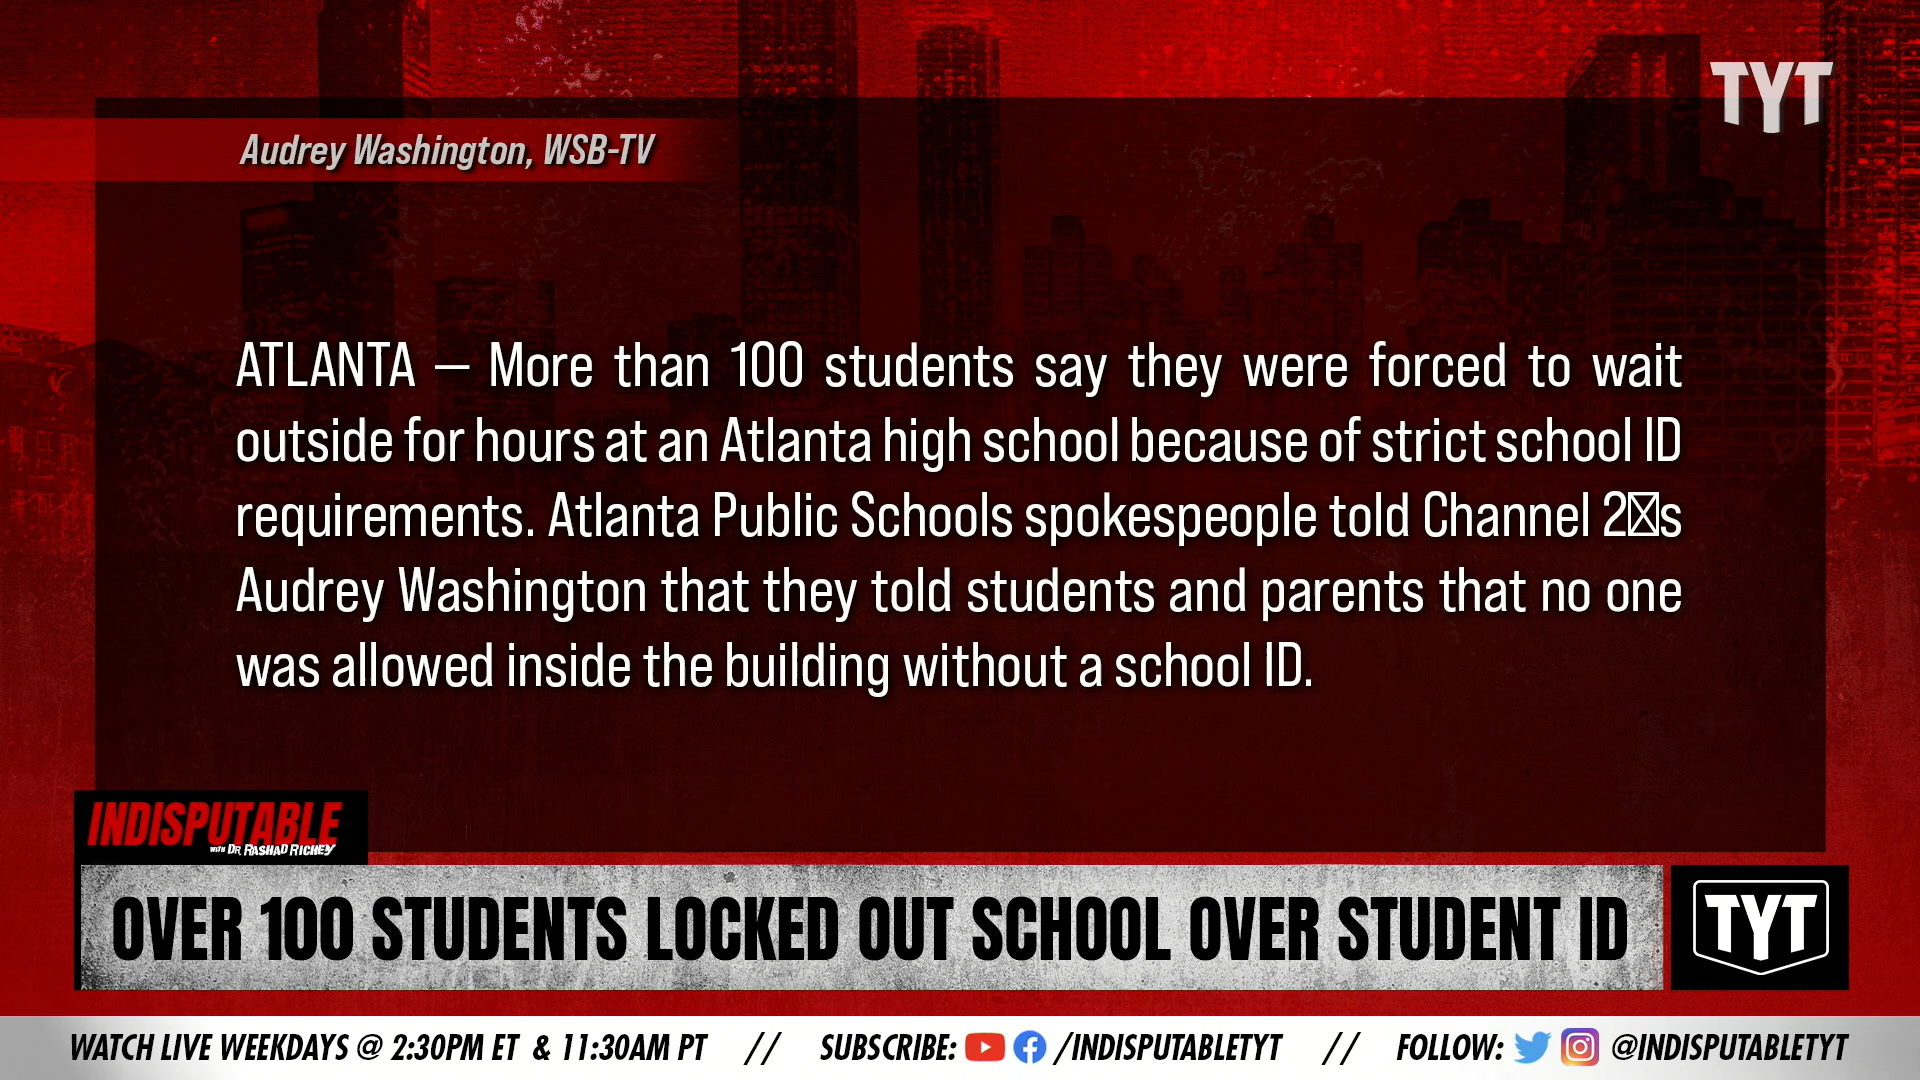 TYT
Audrey Washington, WSB-TV
ATLANTA — More than 100 students say they were forced to wait
outside for hours at an Atlanta high school because of strict school ID
requirements. Atlanta Public Schools spokespeople told Channel 2☒s
Audrey Washington that they told students and parents that no one
was allowed inside the building without a school ID.
INDISPUTABLE
WITH DR RASHAD RICHEY
OVER 100 STUDENTS LOCKED OUT SCHOOL OVER STUDENT ID
TYT
WATCH LIVE WEEKDAYS @ 2:30PM ET & 11:30AM PT // SUBSCRIBE: /INDISPUTABLETYT // FOLLOW: @INDISPUTABLETYT